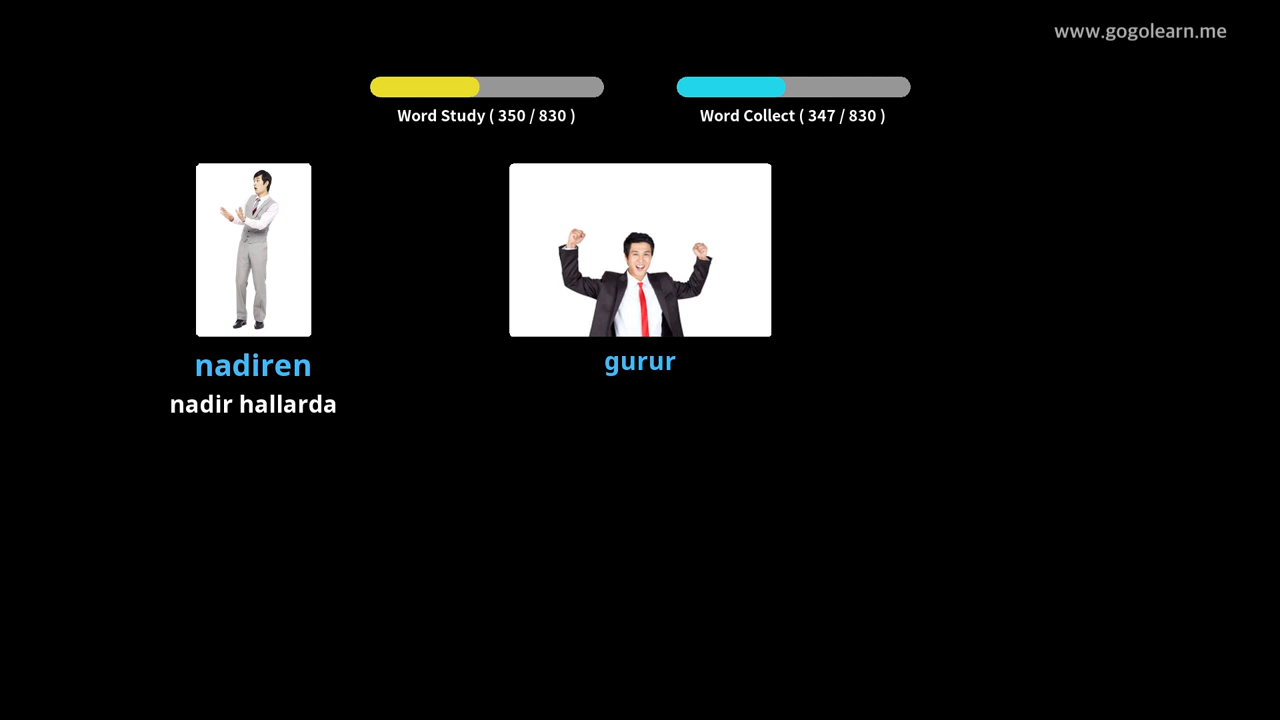 www.gogolearn.me
Word Study ( 350 / 830 )
Word Collect ( 347 / 830 )
nadiren
nadir hallarda
gurur